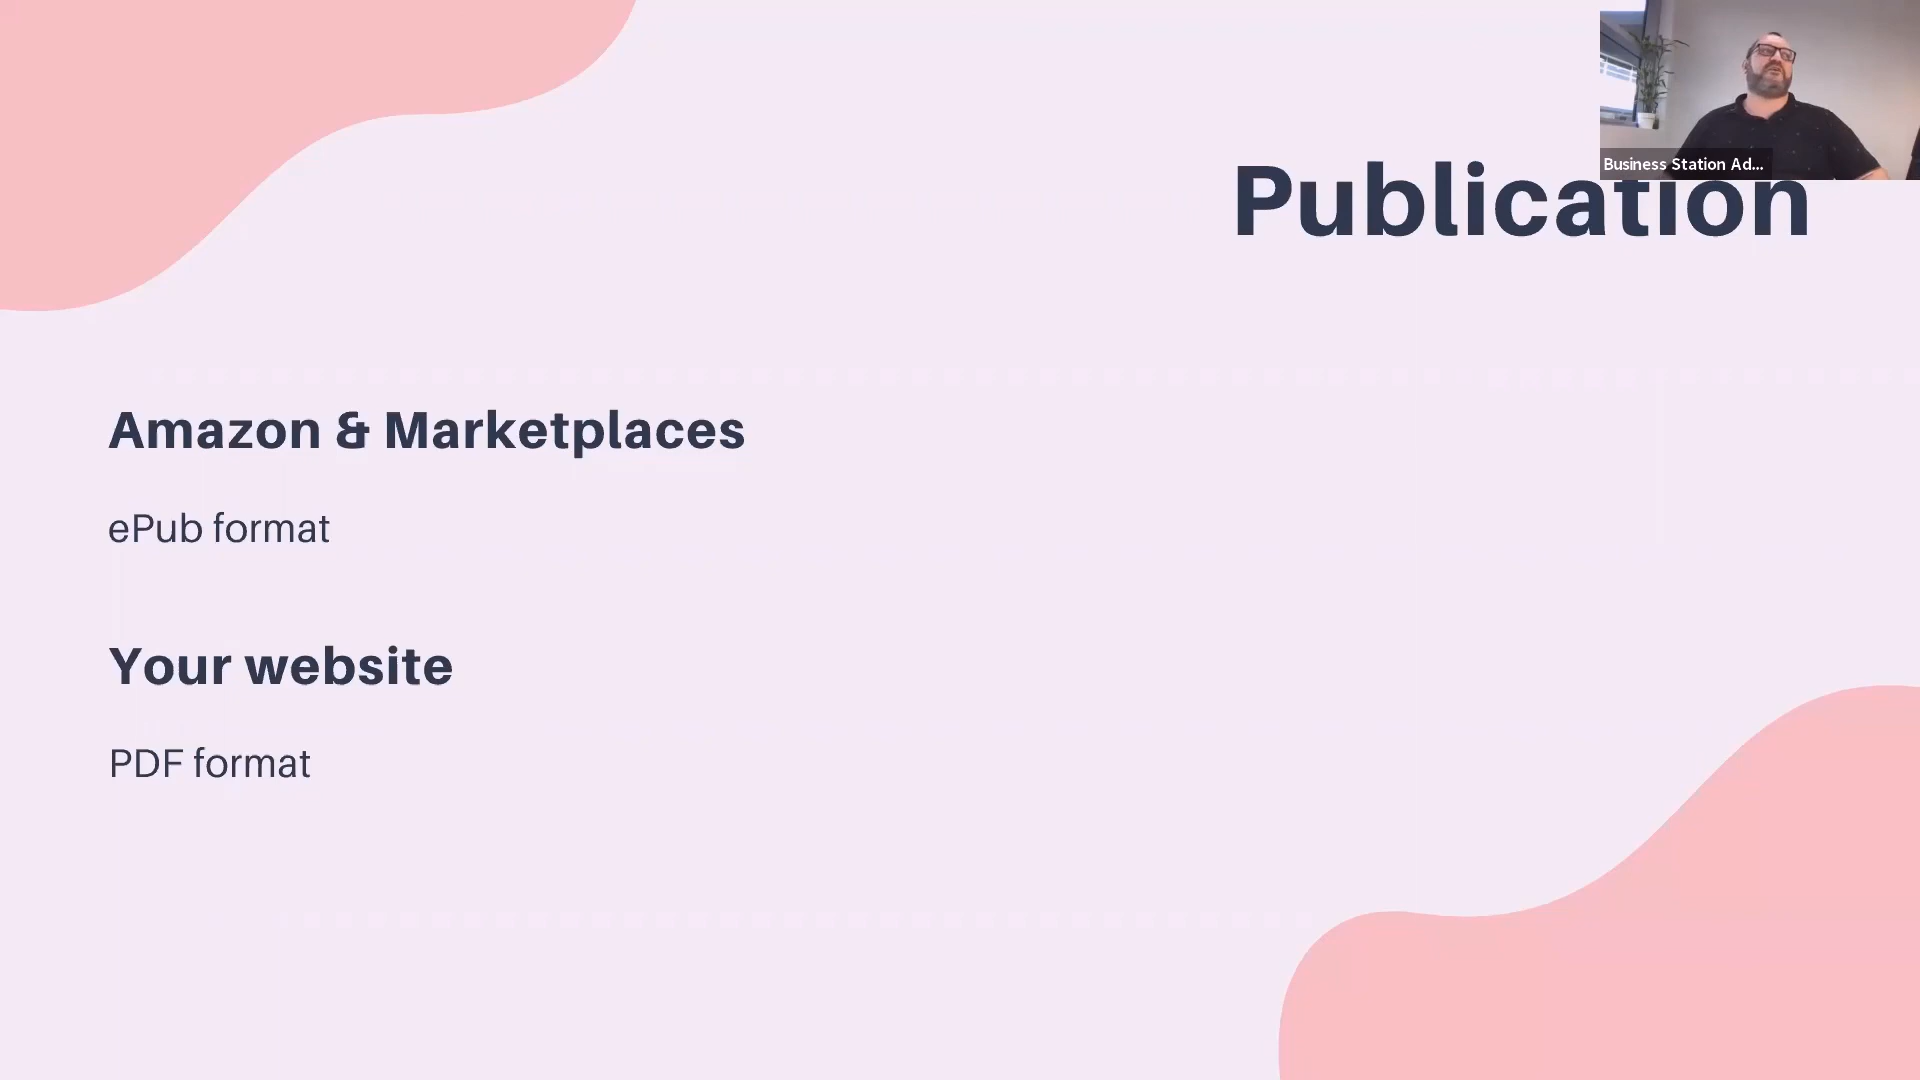 Business Station Ad...
Publication
Amazon & Marketplaces
ePub format
Your website
PDF format